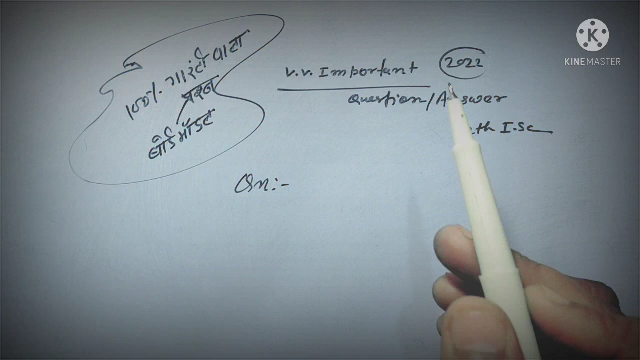 100% गारंटी वाला
प्रश्न
बोर्ड मॉडल
v.v. Important 2022
Question/Answer
th I.Sc
Qn:-
KINEMASTER